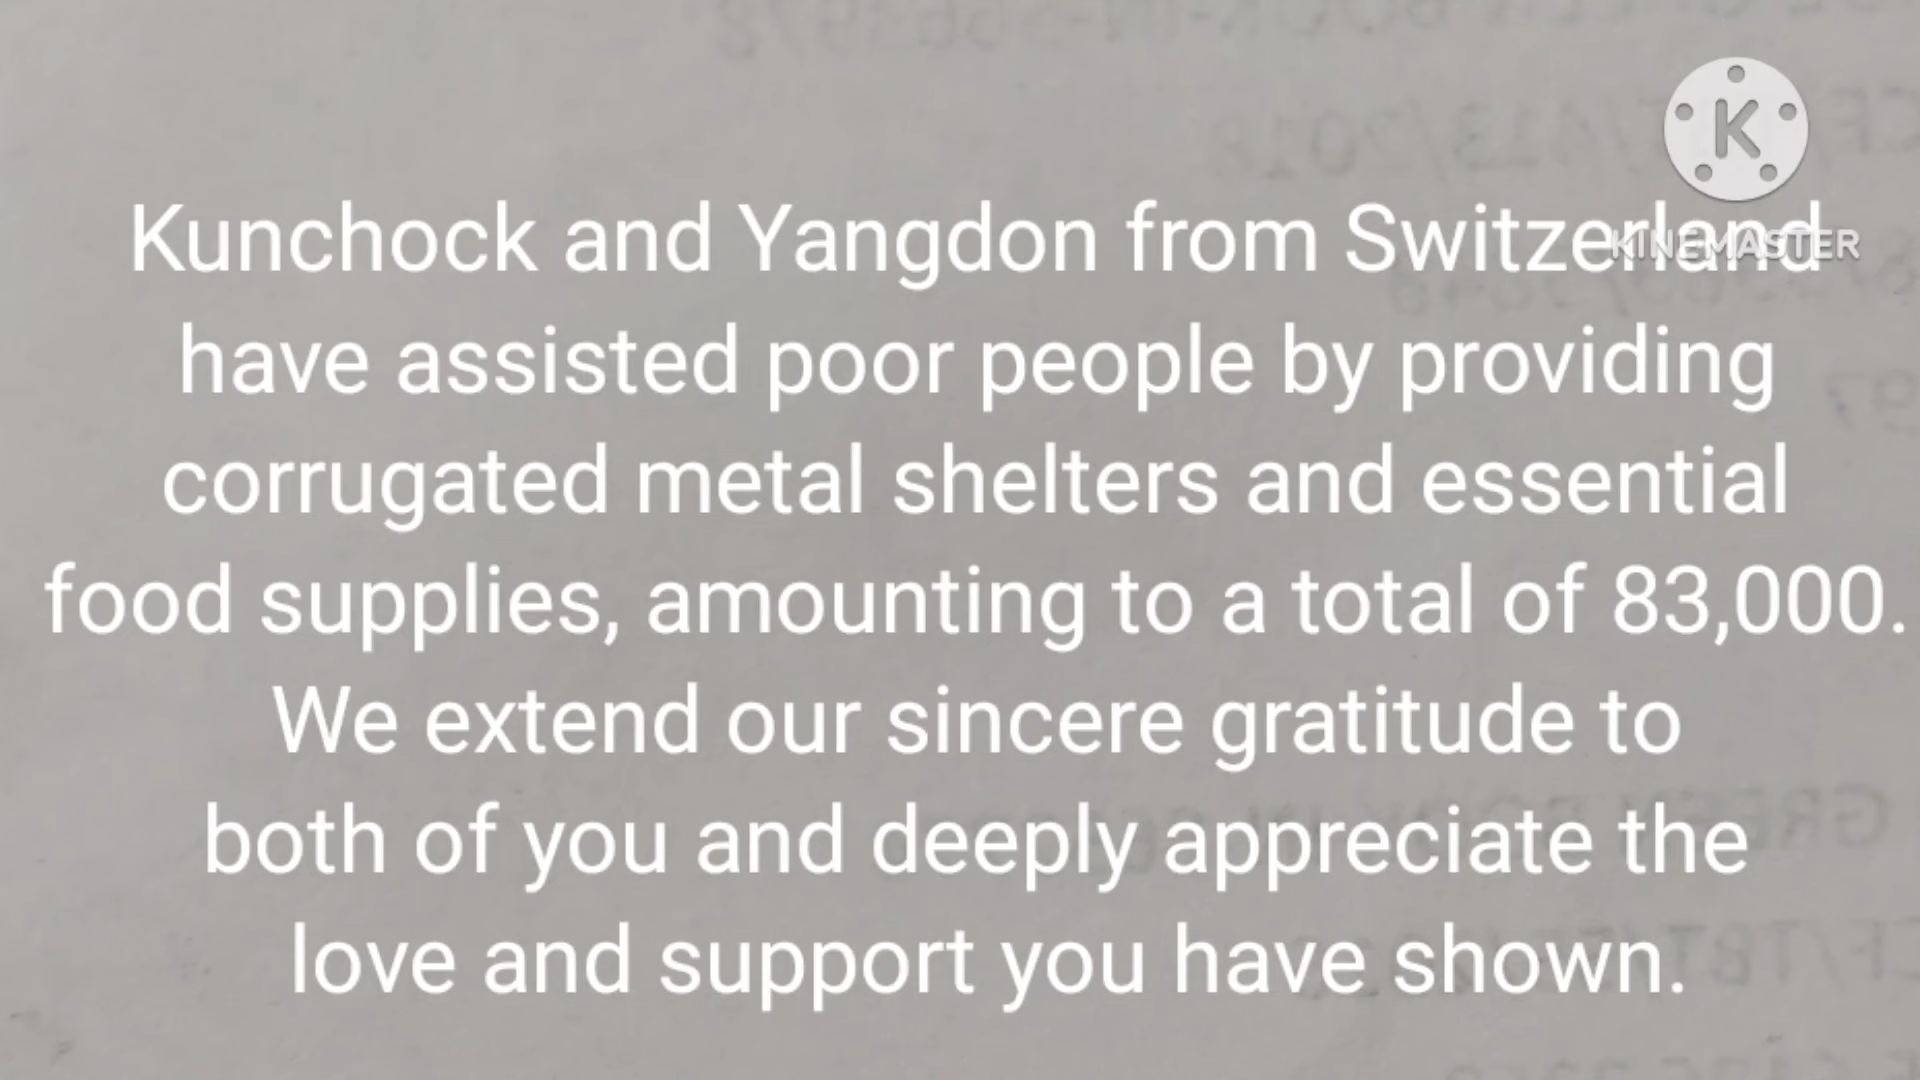 Kunchock and Yangdon from Switzerland
KINEMASTER
have assisted poor people by providing
corrugated metal shelters and essential
food supplies, amounting to a total of 83,000.
We extend our sincere gratitude to
both of you and deeply appreciate the
love and support you have shown.